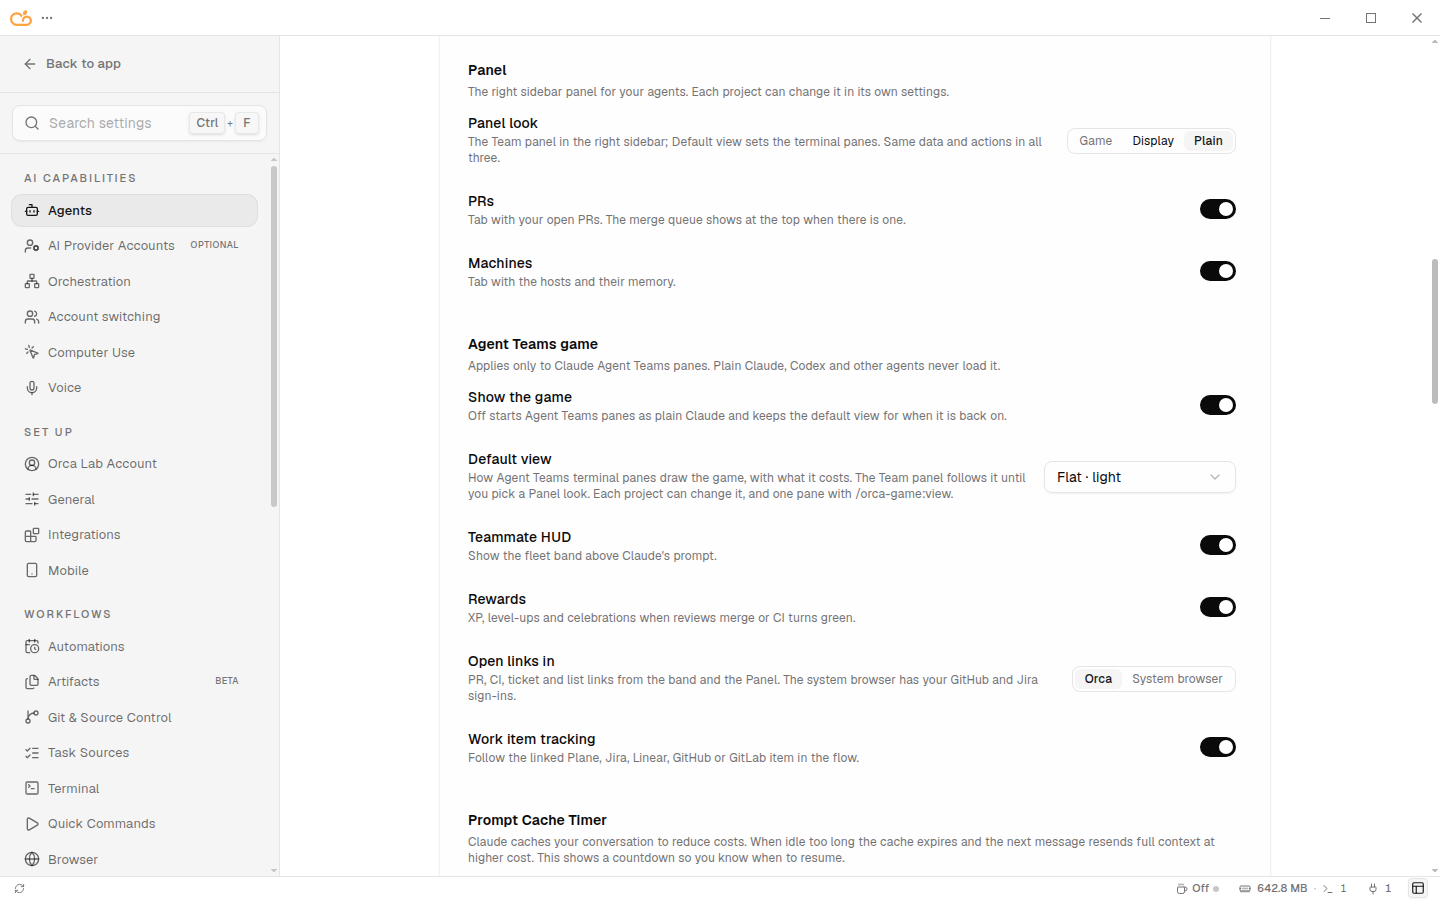 Back to app
Search settings
Ctrl + F
AI CAPABILITIES
Agents
AI Provider Accounts OPTIONAL
Orchestration
Account switching
Computer Use
Voice
SET UP
Orca Lab Account
General
Integrations
Mobile
WORKFLOWS
Automations
Artifacts BETA
Git & Source Control
Task Sources
Terminal
Quick Commands
Browser
Panel
The right sidebar panel for your agents. Each project can change it in its own settings.
Panel look
The Team panel in the right sidebar; Default view sets the terminal panes. Same data and actions in all
three.
Game Display Plain
PRs
Tab with your open PRs. The merge queue shows at the top when there is one.
Machines
Tab with the hosts and their memory.
Agent Teams game
Applies only to Claude Agent Teams panes. Plain Claude, Codex and other agents never load it.
Show the game
Off starts Agent Teams panes as plain Claude and keeps the default view for when it is back on.
Default view
How Agent Teams terminal panes draw the game, with what it costs. The Team panel follows it until
you pick a Panel look. Each project can change it, and one pane with /orca-game:view.
Flat · light
Teammate HUD
Show the fleet band above Claude's prompt.
Rewards
XP, level-ups and celebrations when reviews merge or CI turns green.
Open links in
PR, CI, ticket and list links from the band and the Panel. The system browser has your GitHub and Jira
sign-ins.
Orca System browser
Work item tracking
Follow the linked Plane, Jira, Linear, GitHub or GitLab item in the flow.
Prompt Cache Timer
Claude caches your conversation to reduce costs. When idle too long the cache expires and the next message resends full context at
higher cost. This shows a countdown so you know when to resume.
Off 642.8 MB · 1 1